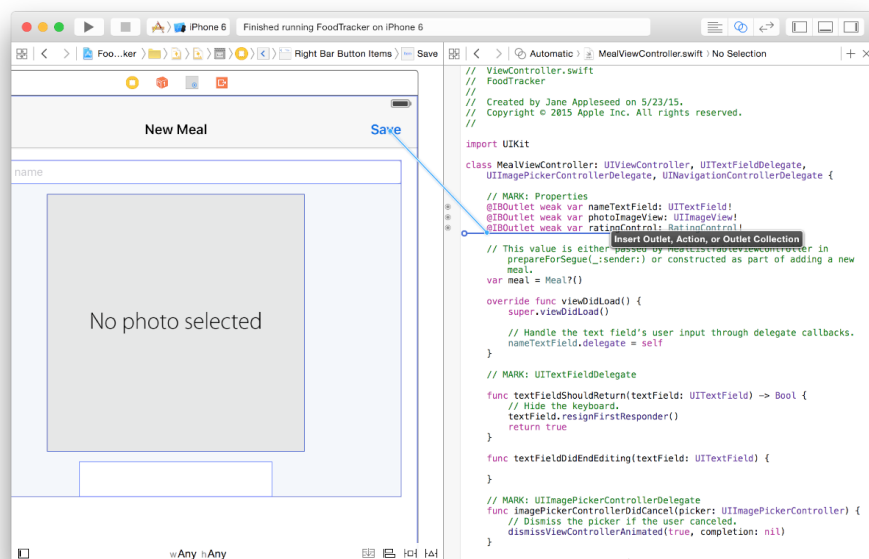 iPhone 6
Finished running FoodTracker on iPhone 6
Foo...ker
Right Bar Button Items
Save
Automatic
MealViewController.swift
No Selection
New Meal
Save
name
No photo selected
wAny hAny
//  ViewController.swift
//  FoodTracker
//
//  Created by Jane Appleseed on 5/23/15.
//  Copyright © 2015 Apple Inc. All rights reserved.
//
import UIKit
class MealViewController: UIViewController, UITextFieldDelegate,
UIImagePickerControllerDelegate, UINavigationControllerDelegate {
// MARK: Properties
@IBOutlet weak var nameTextField: UITextField!
@IBOutlet weak var photoImageView: UIImageView!
@IBOutlet weak var ratingControl: RatingControl!
Insert Outlet, Action, or Outlet Collection
// This value is either passed by MealListTableViewController in
prepareForSegue(_:sender:) or constructed as part of adding a new
meal.
var meal = Meal?()
override func viewDidLoad() {
super.viewDidLoad()
// Handle the text field's user input through delegate callbacks.
nameTextField.delegate = self
}
// MARK: UITextFieldDelegate
func textFieldShouldReturn(textField: UITextField) -> Bool {
// Hide the keyboard.
textField.resignFirstResponder()
return true
}
func textFieldDidEndEditing(textField: UITextField) {
}
// MARK: UIImagePickerControllerDelegate
func imagePickerControllerDidCancel(picker: UIImagePickerController) {
// Dismiss the picker if the user canceled.
dismissViewControllerAnimated(true, completion: nil)
}